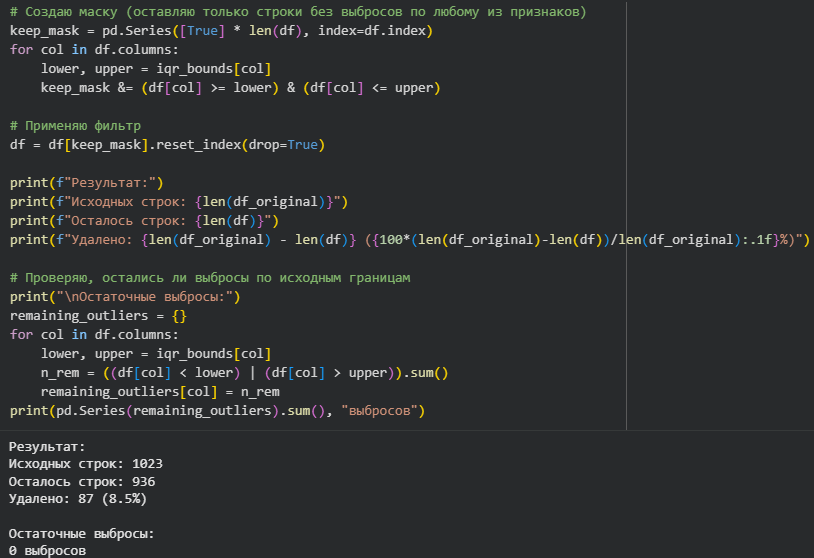 # Создаю маску (оставляю только строки без выбросов по любому из признаков)
keep_mask = pd.Series([True] * len(df), index=df.index)
for col in df.columns:
    lower, upper = iqr_bounds[col]
    keep_mask &= (df[col] >= lower) & (df[col] <= upper)

# Применяю фильтр
df = df[keep_mask].reset_index(drop=True)

print(f"Результат:")
print(f"Исходных строк: {len(df_original)}")
print(f"Осталось строк: {len(df)}")
print(f"Удалено: {len(df_original) - len(df)} ({100*(len(df_original)-len(df))/len(df_original):.1f}%)")

# Проверяю, остались ли выбросы по исходным границам
print("\nОстаточные выбросы:")
remaining_outliers = {}
for col in df.columns:
    lower, upper = iqr_bounds[col]
    n_rem = ((df[col] < lower) | (df[col] > upper)).sum()
    remaining_outliers[col] = n_rem
print(pd.Series(remaining_outliers).sum(), "выбросов")

Результат:
Исходных строк: 1023
Осталось строк: 936
Удалено: 87 (8.5%)

Остаточные выбросы:
0 выбросов